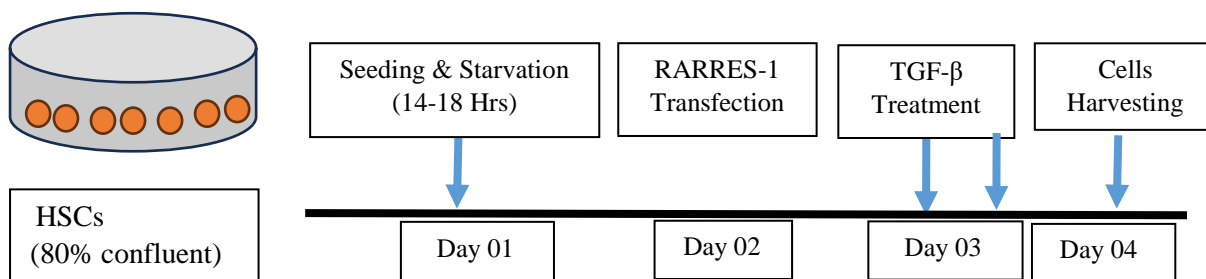 Seeding & Starvation
(14-18 Hrs)
RARRES-1
Transfection
TGF-β
Treatment
Cells
Harvesting
HSCs
(80% confluent)
Day 01
Day 02
Day 03
Day 04